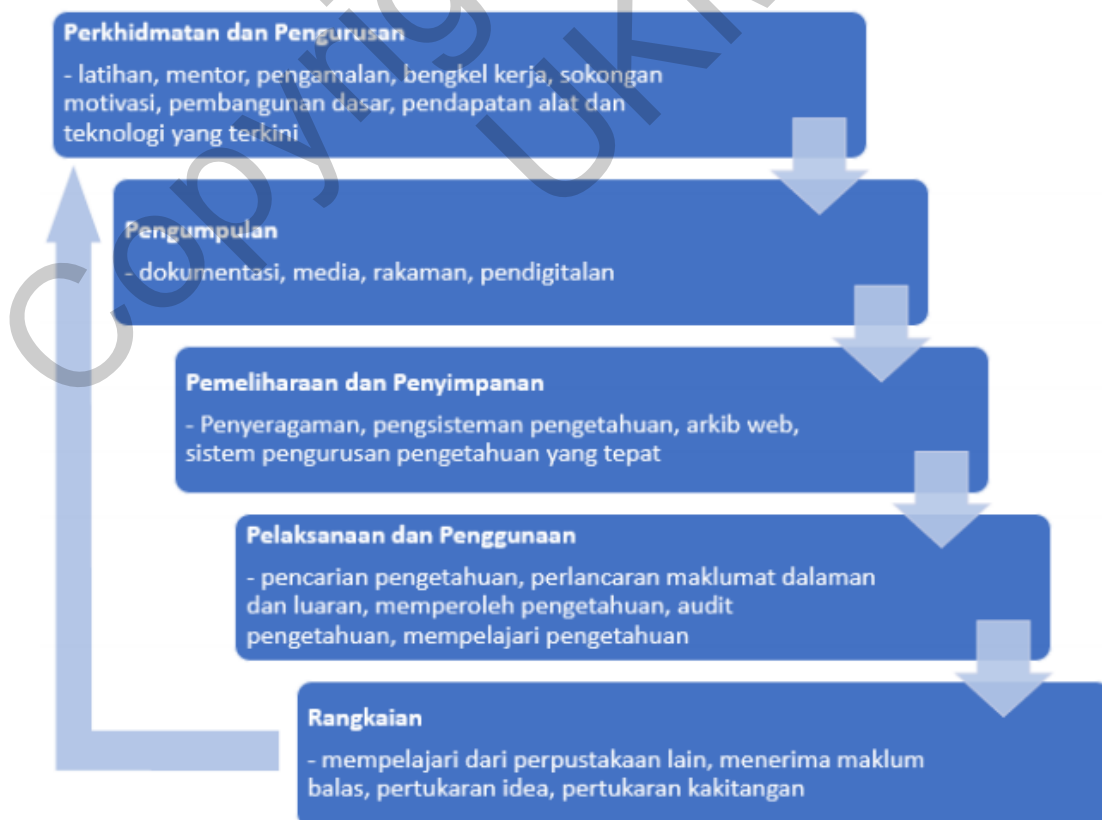 Perkhidmatan dan Pengurusan
- latihan, mentor, pengamalan, bengkel kerja, sokongan
motivasi, pembangunan dasar, pendapatan alat dan
teknologi yang terkini
Pengumpulan
- dokumentasi, media, rakaman, pendigitalan
Pemeliharaan dan Penyimpanan
- Penyeragaman, pengsisteman pengetahuan, arkib web,
sistem pengurusan pengetahuan yang tepat
Pelaksanaan dan Penggunaan
- pencarian pengetahuan, perlancaran maklumat dalaman
dan luaran, memperoleh pengetahuan, audit
pengetahuan, mempelajari pengetahuan
Rangkaian
- mempelajari dari perpustakaan lain, menerima maklum
balas, pertukaran idea, pertukaran kakitangan